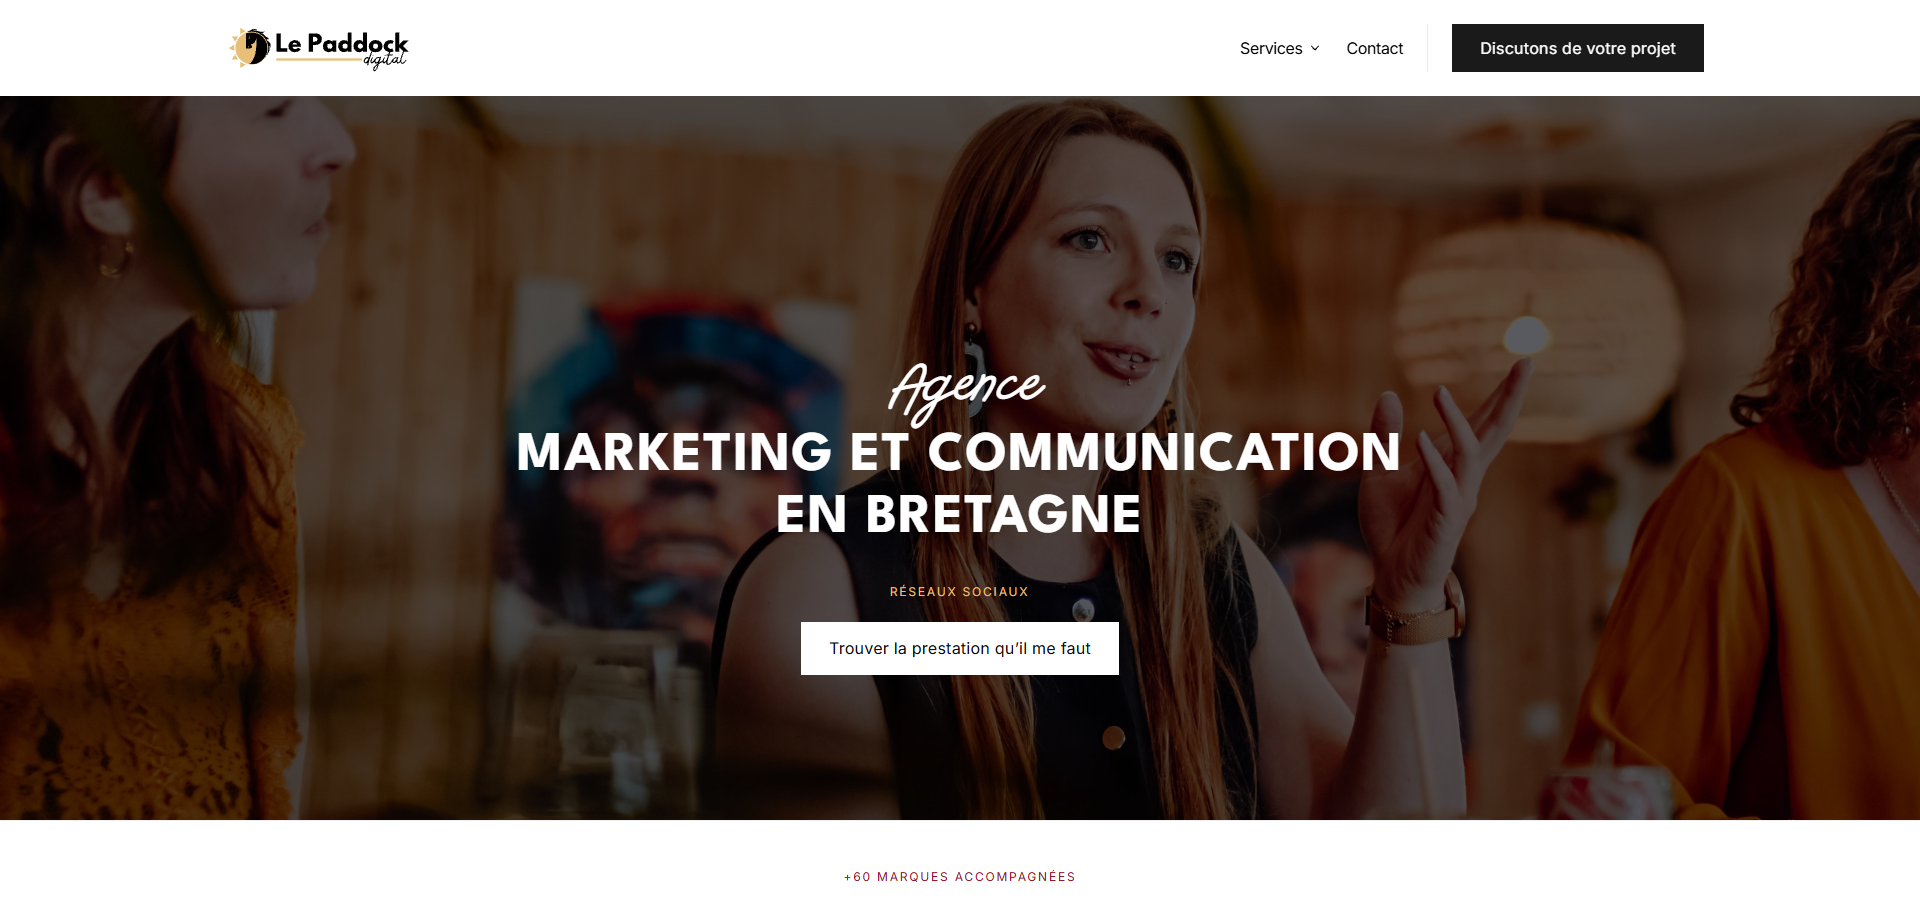 Le Paddock
digital
Services
Contact
Discutons de votre projet
Agence
MARKETING ET COMMUNICATION
EN BRETAGNE
RÉSEAUX SOCIAUX
Trouver la prestation qu’il me faut
+60 MARQUES ACCOMPAGNÉES